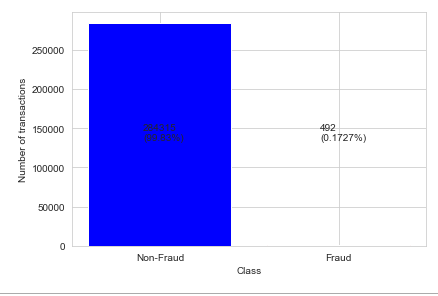 250000
200000
150000
100000
50000
0
Number of transactions
492
(0.1727%)
Non-Fraud
Fraud
Class